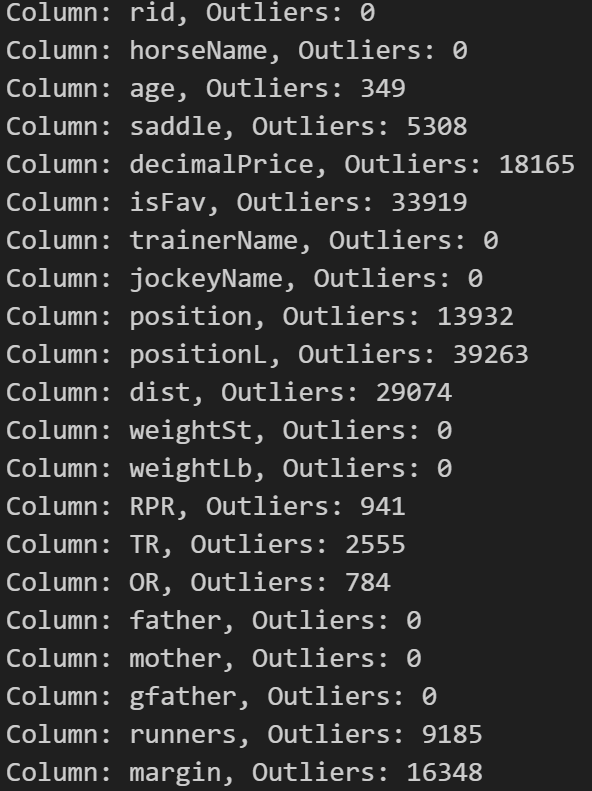 Column: rid, Outliers: 0
Column: horseName, Outliers: 0
Column: age, Outliers: 349
Column: saddle, Outliers: 5308
Column: decimalPrice, Outliers: 18165
Column: isFav, Outliers: 33919
Column: trainerName, Outliers: 0
Column: jockeyName, Outliers: 0
Column: position, Outliers: 13932
Column: positionL, Outliers: 39263
Column: dist, Outliers: 29074
Column: weightSt, Outliers: 0
Column: weightLb, Outliers: 0
Column: RPR, Outliers: 941
Column: TR, Outliers: 2555
Column: OR, Outliers: 784
Column: father, Outliers: 0
Column: mother, Outliers: 0
Column: gfather, Outliers: 0
Column: runners, Outliers: 9185
Column: margin, Outliers: 16348